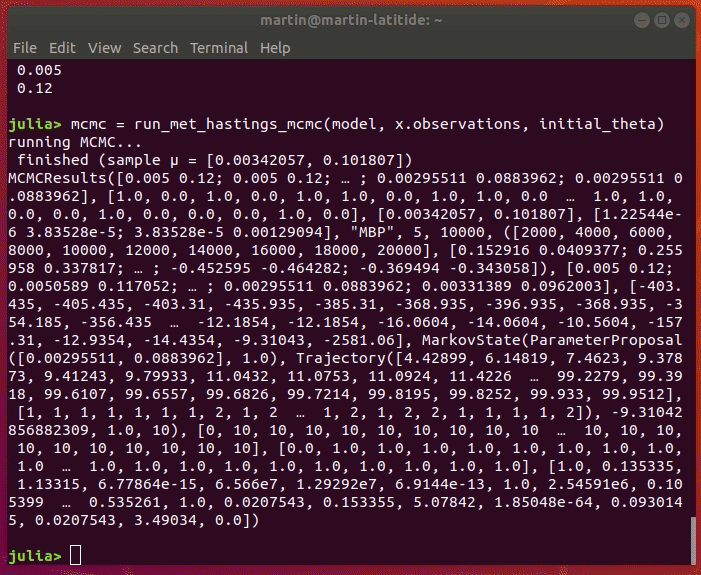 martin@martin-latitide: ~
File Edit View Search Terminal Help
0.005
0.12
julia> mcmc = run_met_hastings_mcmc(model, x.observations, initial_theta)
running MCMC...
finished (sample μ = [0.00342057, 0.101807])
MCMCResults([0.005 0.12; 0.005 0.12; … ; 0.00295511 0.0883962; 0.00295511 0
.0883962], [1.0, 0.0, 1.0, 0.0, 1.0, 1.0, 0.0, 1.0, 1.0, 0.0  …  1.0, 1.0,
0.0, 0.0, 1.0, 0.0, 0.0, 0.0, 1.0, 0.0], [0.00342057, 0.101807], [1.22544e-
6 3.83528e-5; 3.83528e-5 0.00129094], "MBP", 5, 10000, ([2000, 4000, 6000,
8000, 10000, 12000, 14000, 16000, 18000, 20000], [0.152916 0.0409377; 0.255
958 0.337817; … ; -0.452595 -0.464282; -0.369494 -0.343058]), [0.005 0.12;
0.0050589 0.117052; … ; 0.00295511 0.0883962; 0.00331389 0.0962003], [-403.
435, -405.435, -403.31, -435.935, -385.31, -368.935, -396.935, -368.935, -3
54.185, -356.435  …  -12.1854, -12.1854, -16.0604, -14.0604, -10.5604, -157
.31, -12.9354, -14.4354, -9.31043, -2581.06], MarkovState(ParameterProposal
([0.00295511, 0.0883962], 1.0), Trajectory([4.42899, 6.14819, 7.4623, 9.378
73, 9.41243, 9.79933, 11.0432, 11.0753, 11.0924, 11.4226  …  99.2279, 99.39
18, 99.6107, 99.6557, 99.6826, 99.7214, 99.8195, 99.8252, 99.933, 99.9512],
[1, 1, 1, 1, 1, 1, 1, 2, 1, 2  …  1, 2, 1, 2, 2, 1, 1, 1, 1, 2]), -9.31042
856882309, 1.0, 10), [0, 10, 10, 10, 10, 10, 10, 10, 10, 10  …  10, 10, 10,
10, 10, 10, 10, 10, 10, 10], [0.0, 1.0, 1.0, 1.0, 1.0, 1.0, 1.0, 1.0, 1.0,
1.0  …  1.0, 1.0, 1.0, 1.0, 1.0, 1.0, 1.0, 1.0, 1.0, 1.0], [1.0, 0.135335,
1.13315, 6.77864e-15, 6.566e7, 1.29292e7, 6.9144e-13, 1.0, 2.54591e6, 0.10
5399  …  0.535261, 1.0, 0.0207543, 0.153355, 5.07842, 1.85048e-64, 0.093014
5, 0.0207543, 3.49034, 0.0])
julia>